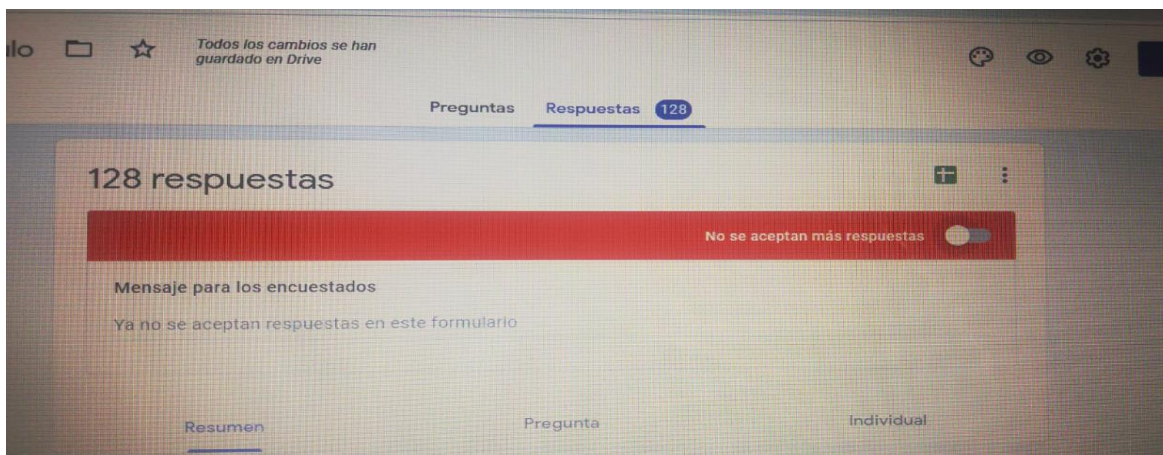 Todos los cambios se han
guardado en Drive
Preguntas Respuestas 128
128 respuestas
No se aceptan más respuestas
Mensaje para los encuestados
Ya no se aceptan respuestas en este formulario
Resumen Pregunta Individual